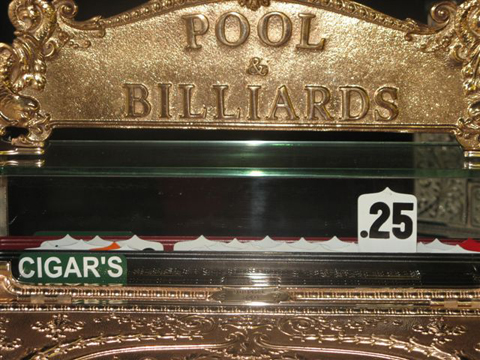 POOL
&
BILLIARDS
.25
CIGAR'S